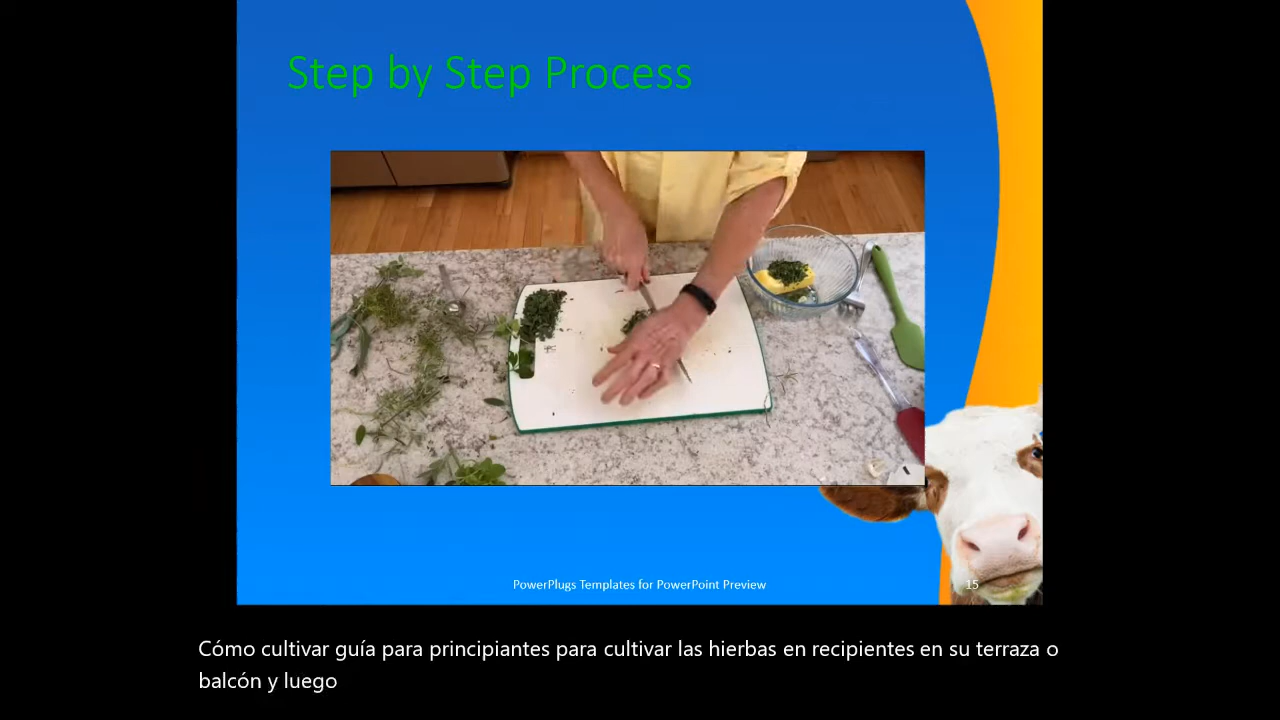 Step by Step Process
PowerPlugs Templates for PowerPoint Preview
15
Cómo cultivar guía para principiantes para cultivar las hierbas en recipientes en su terraza o
balcón y luego